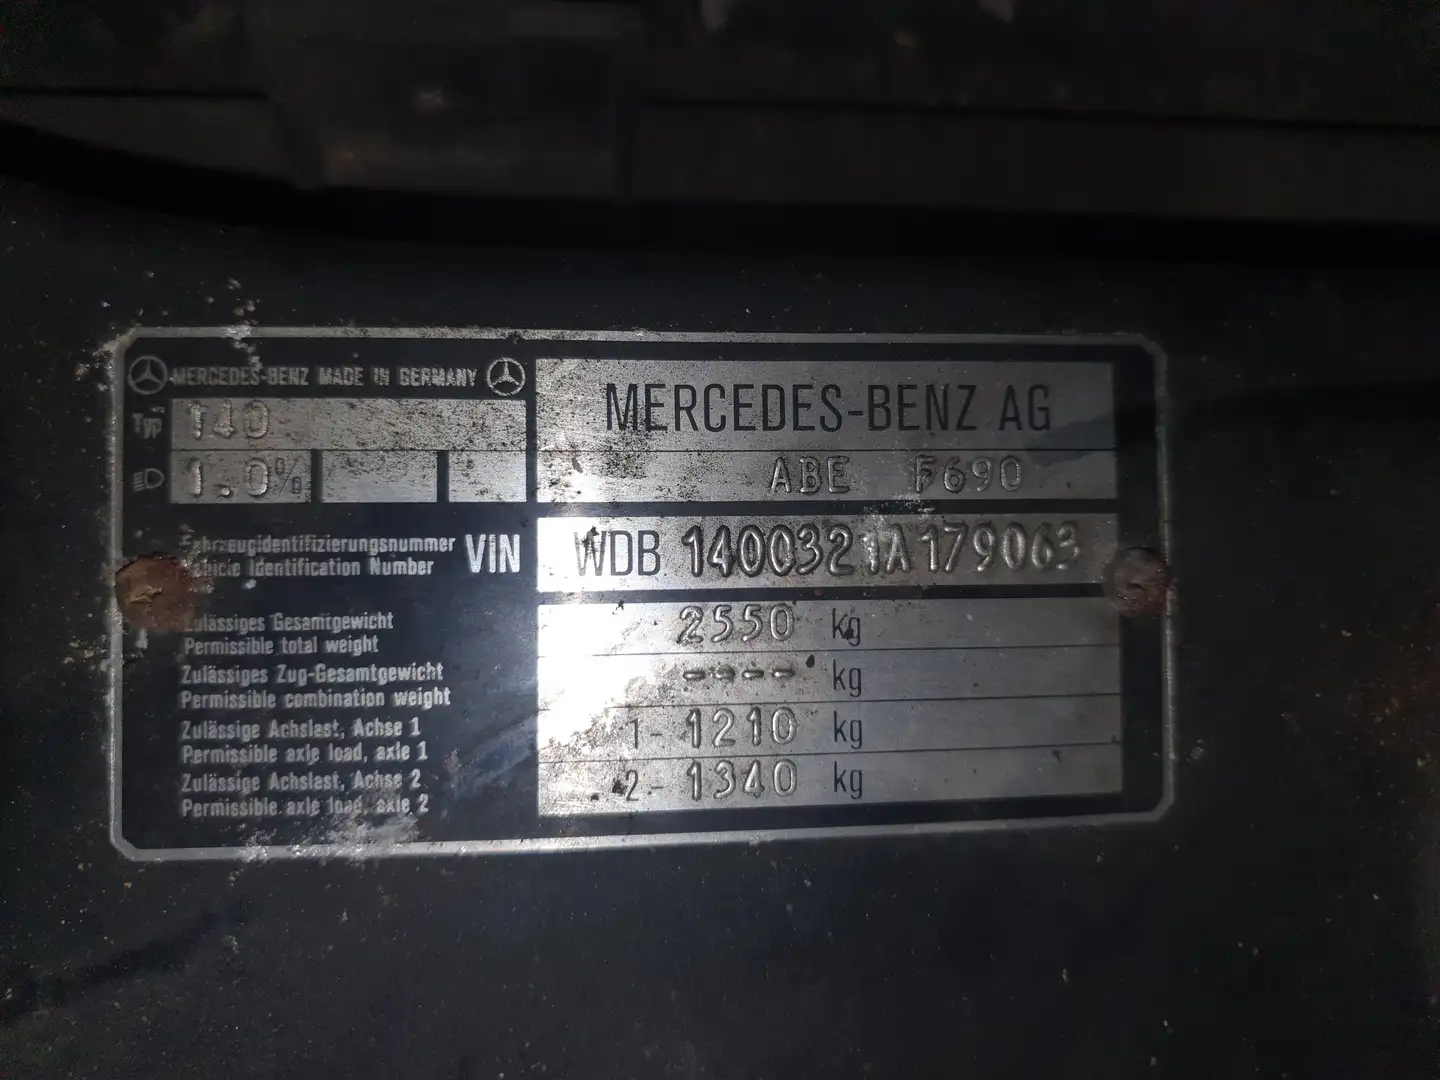 MERCEDES-BENZ MADE IN GERMANY
Typ 140
1.0%
MERCEDES-BENZ AG
ABE F690
Fahrzeugidentifizierungsnummer
Vehicle Identification Number
VIN WDB 1400321A179063
Zulässiges Gesamtgewicht
Permissible total weight
2550 kg
Zulässiges Zug-Gesamtgewicht
Permissible combination weight
---- kg
Zulässige Achslast, Achse 1
Permissible axle load, axle 1
1- 1210 kg
Zulässige Achslast, Achse 2
Permissible axle load, axle 2
2- 1340 kg